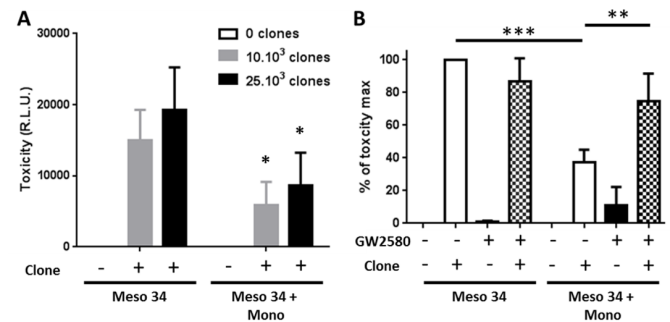 A
30000
20000
10000
0
Toxicity (R.L.U.)
0 clones
10.10³ clones
25.10³ clones
* *
Clone - + + - + +
Meso 34 Meso 34 +
Mono
B
*** **
100
80
60
40
20
0
% of toxcity max
GW2580 - - + + - - + +
Clone - + - + - + - +
Meso 34 Meso 34 +
Mono